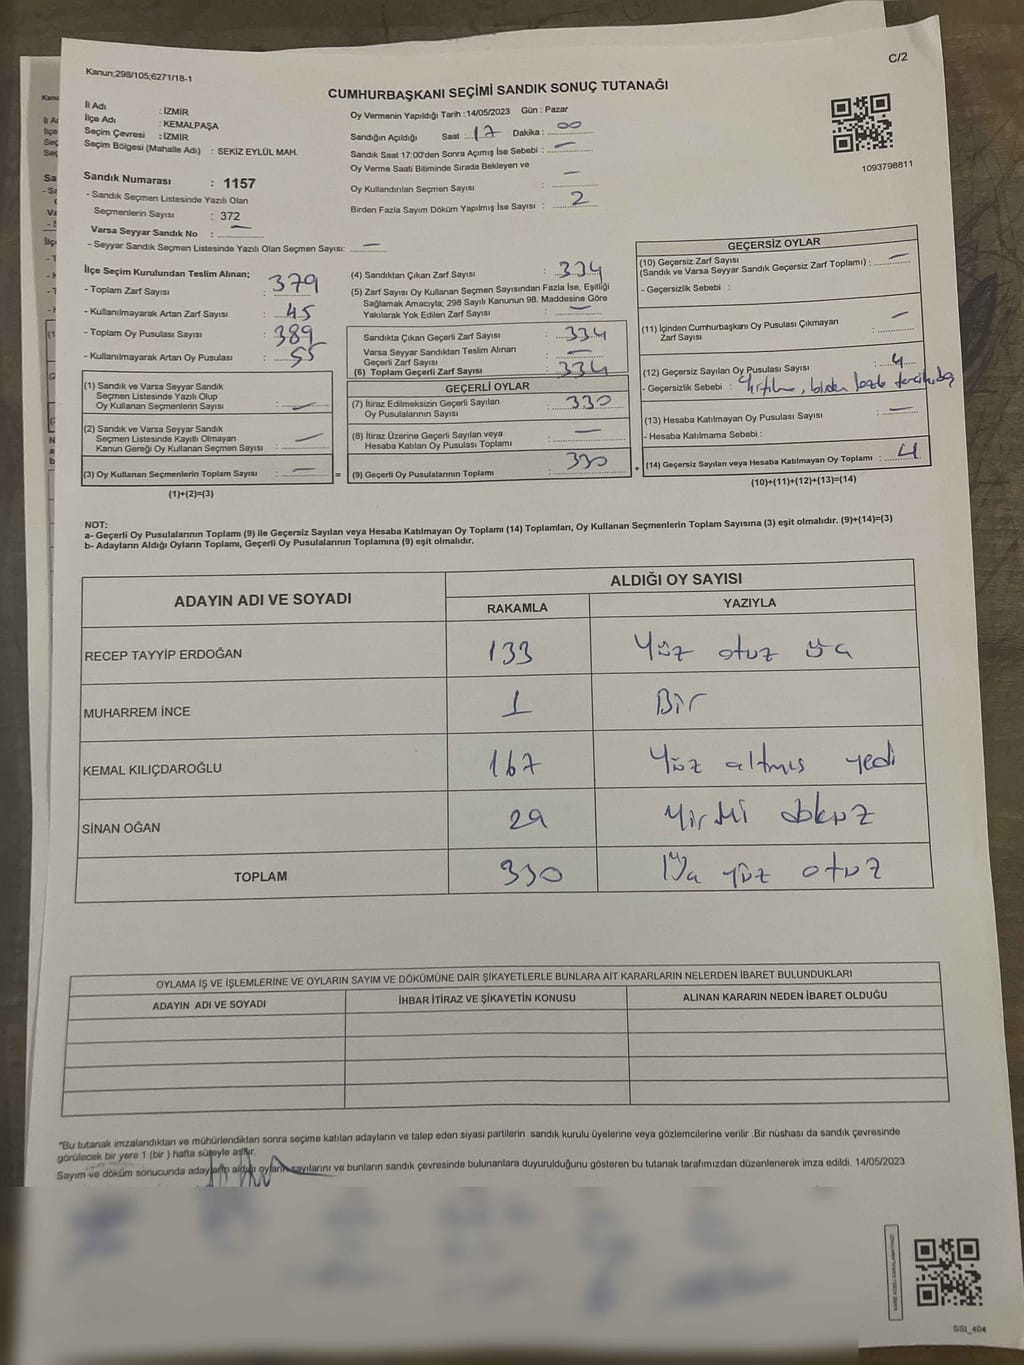 C/2
Kanun;298/105;6271/18-1
CUMHURBAŞKANI SEÇİMİ SANDIK SONUÇ TUTANAĞI
İl Adı : İZMİR
İlçe Adı : KEMALPAŞA
Seçim Çevresi : İZMİR
Seçim Bölgesi (Mahalle Adı) : SEKİZ EYLÜL MAH.
Sandık Numarası : 1157
- Sandık Seçmen Listesinde Yazılı Olan
Seçmenlerin Sayısı : 372
Varsa Seyyar Sandık No : —
- Seyyar Sandık Seçmen Listesinde Yazılı Olan Seçmen Sayısı: —
Oy Vermenin Yapıldığı Tarih :14/05/2023 Gün : Pazar
Sandığın Açıldığı Saat : 17 Dakika : 00
Sandık Saat 17:00'den Sonra Açımış İse Sebebi : —
Oy Verme Saati Bitiminde Sırada Bekleyen ve
Oy Kullandırılan Seçmen Sayısı : —
Birden Fazla Sayım Döküm Yapılmış İse Sayısı : 2
1093798811
İlçe Seçim Kurulundan Teslim Alınan;
- Toplam Zarf Sayısı : 379
- Kullanılmayarak Artan Zarf Sayısı : 45
- Toplam Oy Pusulası Sayısı : 389
- Kullanılmayarak Artan Oy Pusulası : 55
(1) Sandık ve Varsa Seyyar Sandık
Seçmen Listesinde Yazılı Olup
Oy Kullanan Seçmenlerin Sayısı : —
(2) Sandık ve Varsa Seyyar Sandık
Seçmen Listesinde Kayıtlı Olmayan
Kanun Gereği Oy Kullanan Seçmen Sayısı : —
(3) Oy Kullanan Seçmenlerin Toplam Sayısı : — =
(1)+(2)=(3)
(4) Sandıktan Çıkan Zarf Sayısı : 334
(5) Zarf Sayısı Oy Kullanan Seçmen Sayısından Fazla İse, Eşitliği
Sağlamak Amacıyla; 298 Sayılı Kanunun 98. Maddesine Göre
Yakılarak Yok Edilen Zarf Sayısı : —
Sandıkta Çıkan Geçerli Zarf Sayısı : 334
Varsa Seyyar Sandıktan Teslim Alınan
Geçerli Zarf Sayısı : —
(6) Toplam Geçerli Zarf Sayısı : 334
GEÇERLİ OYLAR
(7) İtiraz Edilmeksizin Geçerli Sayılan
Oy Pusulalarının Sayısı : 330
(8) İtiraz Üzerine Geçerli Sayılan veya
Hesaba Katılan Oy Pusulası Toplamı : —
(9) Geçerli Oy Pusulalarının Toplamı : 330 +
GEÇERSİZ OYLAR
(10) Geçersiz Zarf Sayısı
(Sandık ve Varsa Seyyar Sandık Geçersiz Zarf Toplamı) : —
- Geçersizlik Sebebi :
(11) İçinden Cumhurbaşkanı Oy Pusulası Çıkmayan
Zarf Sayısı : —
(12) Geçersiz Sayılan Oy Pusulası Sayısı : 4
- Geçersizlik Sebebi : Yırtılma, birden fazla
(13) Hesaba Katılmayan Oy Pusulası Sayısı : —
- Hesaba Katılmama Sebebi :
(14) Geçersiz Sayılan veya Hesaba Katılmayan Oy Toplamı : 4
(10)+(11)+(12)+(13)=(14)
NOT:
a- Geçerli Oy Pusulalarının Toplamı (9) ile Geçersiz Sayılan veya Hesaba Katılmayan Oy Toplamı (14) Toplamları, Oy Kullanan Seçmenlerin Toplam Sayısına (3) eşit olmalıdır. (9)+(14)=(3)
b- Adayların Aldığı Oyların Toplamı, Geçerli Oy Pusulalarının Toplamına (9) eşit olmalıdır.
ADAYIN ADI VE SOYADI ALDIĞI OY SAYISI
RAKAMLA YAZIYLA
RECEP TAYYİP ERDOĞAN 133 Yüz otuz üç
MUHARREM İNCE 1 Bir
KEMAL KILIÇDAROĞLU 167 Yüz altmış yedi
SİNAN OĞAN 29 Yirmi dokuz
TOPLAM 330 Üç yüz otuz
OYLAMA İŞ VE İŞLEMLERİNE VE OYLARIN SAYIM VE DÖKÜMÜNE DAİR ŞİKAYETLERLE BUNLARA AİT KARARLARIN NELERDEN İBARET BULUNDUKLARI
ADAYIN ADI VE SOYADI İHBAR İTİRAZ VE ŞİKAYETİN KONUSU ALINAN KARARIN NEDEN İBARET OLDUĞU
*Bu tutanak imzalandıktan ve mühürlendikten sonra seçime katılan adayların ve talep eden siyasi partilerin sandık kurulu üyelerine veya gözlemcilerine verilir .Bir nüshası da sandık çevresinde
görülecek bir yere 1 (bir ) hafta süreyle asılır.
Sayım ve döküm sonucunda adayların aldığı oyların sayılarını ve bunların sandık çevresinde bulunanlara duyurulduğunu gösteren bu tutanak tarafımızdan düzenlenerek imza edildi. 14/05/2023
SSI_404